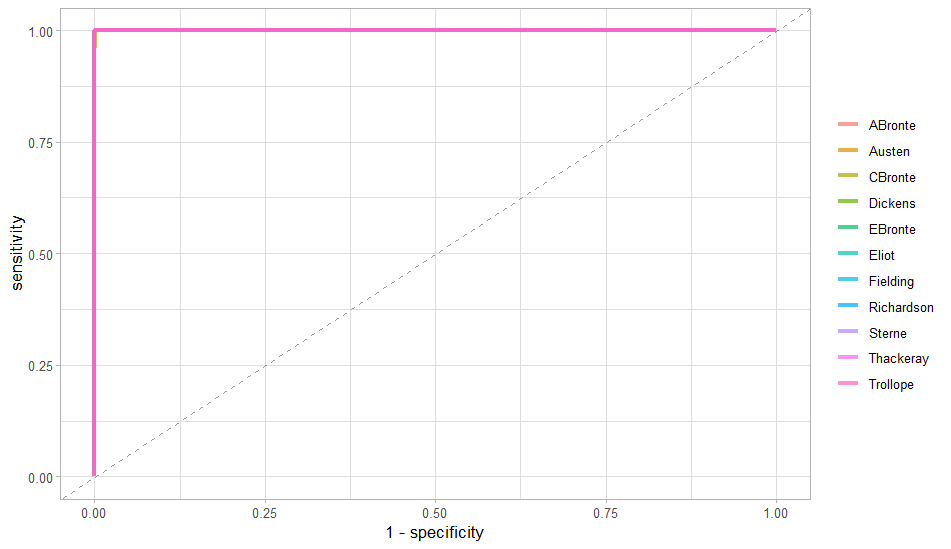 sensitivity
1.00
0.75
0.50
0.25
0.00
0.00 0.25 0.50 0.75 1.00
1 - specificity
ABronte
Austen
CBronte
Dickens
EBronte
Eliot
Fielding
Richardson
Sterne
Thackeray
Trollope